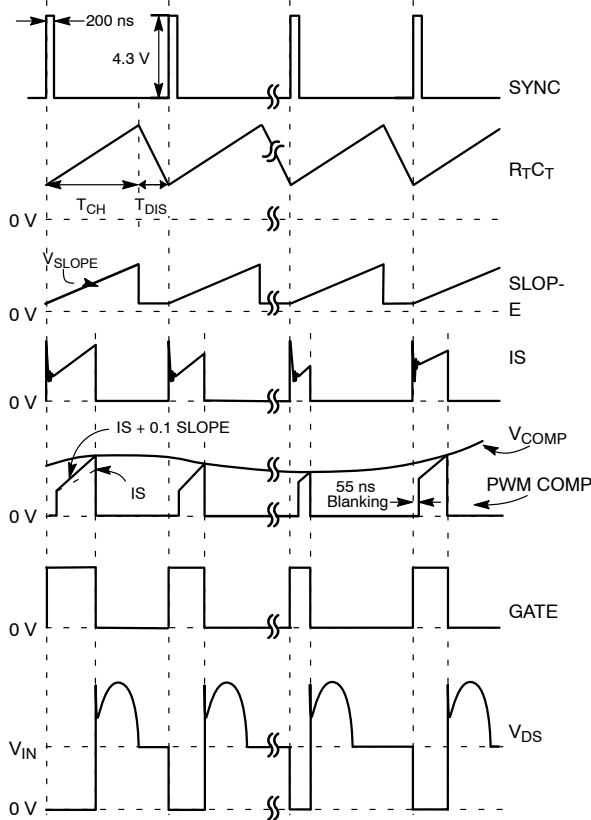 200 ns
4.3 V
SYNC
RTCT
TCH
TDIS
0 V
VSLOPE
SLOP-
E
0 V
IS
0 V
IS + 0.1 SLOPE
VCOMP
IS
55 ns
Blanking
PWM COMP
0 V
GATE
0 V
VIN
VDS
0 V